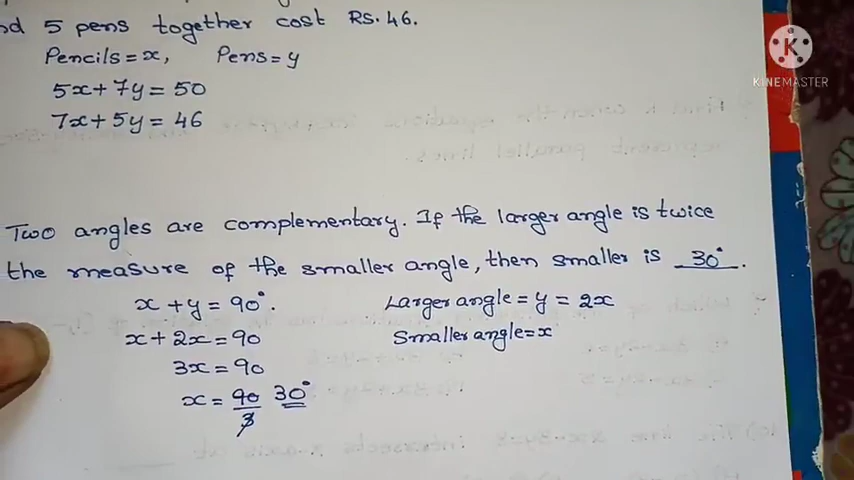 nd 5 pens together cost Rs. 46.
Pencils = x, Pens = y
5x + 7y = 50
7x + 5y = 46
Two angles are complementary. If the larger angle is twice
the measure of the smaller angle, then smaller is 30°.
x + y = 90°. Larger angle = y = 2x
x + 2x = 90 Smaller angle = x
3x = 90
x = 90/3 30°
K
KINEMASTER